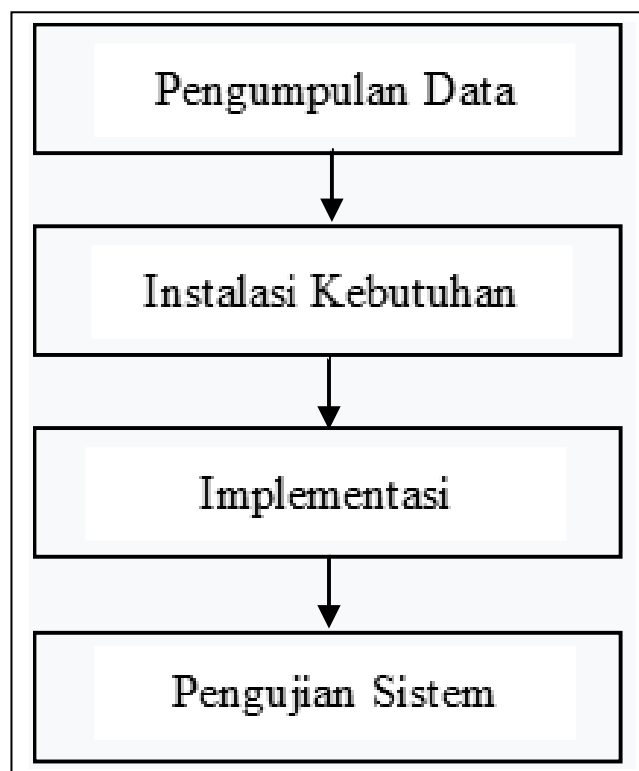 Pengumpulan Data
Instalasi Kebutuhan
Implementasi
Pengujian Sistem